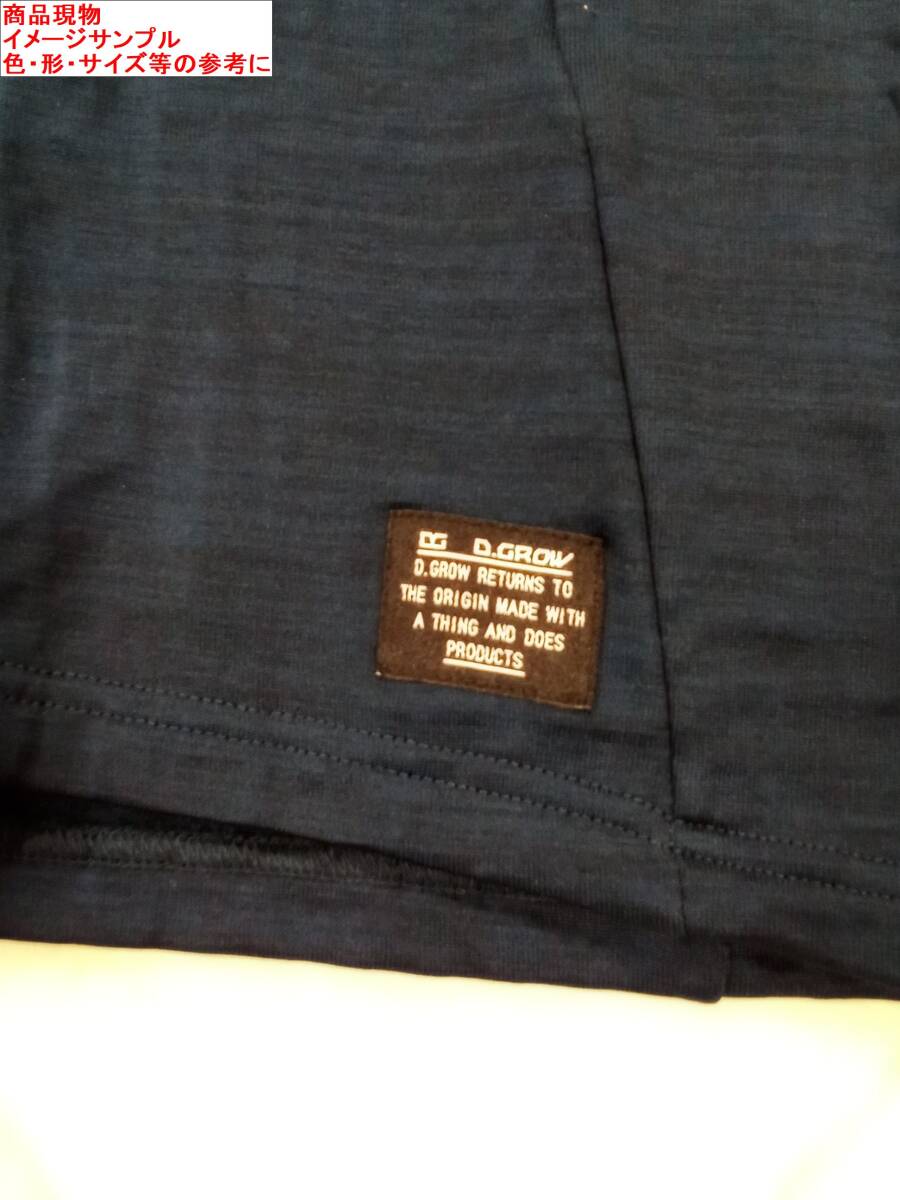 商品現物
イメージサンプル
色・形・サイズ等の参考に
DG D.GROW
D.GROW RETURNS TO
THE ORIGIN MADE WITH
A THING AND DOES
PRODUCTS